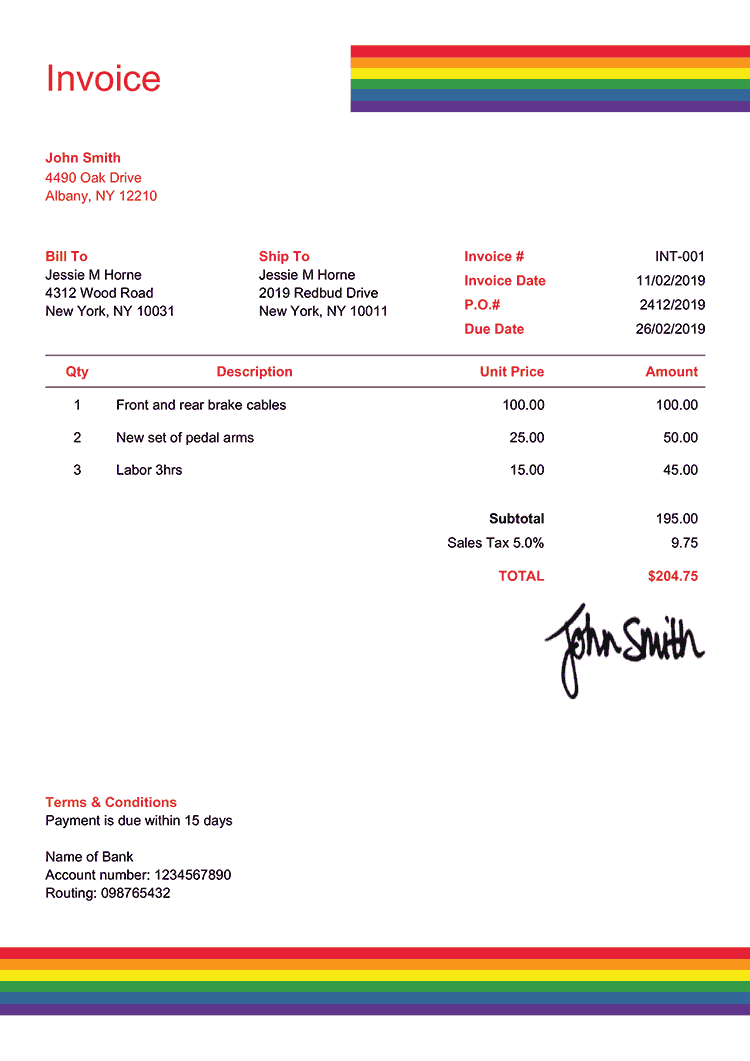 Invoice
John Smith
4490 Oak Drive
Albany, NY 12210
Bill To
Jessie M Horne
4312 Wood Road
New York, NY 10031
Ship To
Jessie M Horne
2019 Redbud Drive
New York, NY 10011
Invoice # INT-001
Invoice Date 11/02/2019
P.O.# 2412/2019
Due Date 26/02/2019
Qty Description Unit Price Amount
1 Front and rear brake cables 100.00 100.00
2 New set of pedal arms 25.00 50.00
3 Labor 3hrs 15.00 45.00
Subtotal 195.00
Sales Tax 5.0% 9.75
TOTAL $204.75
John Smith
Terms & Conditions
Payment is due within 15 days
Name of Bank
Account number: 1234567890
Routing: 098765432